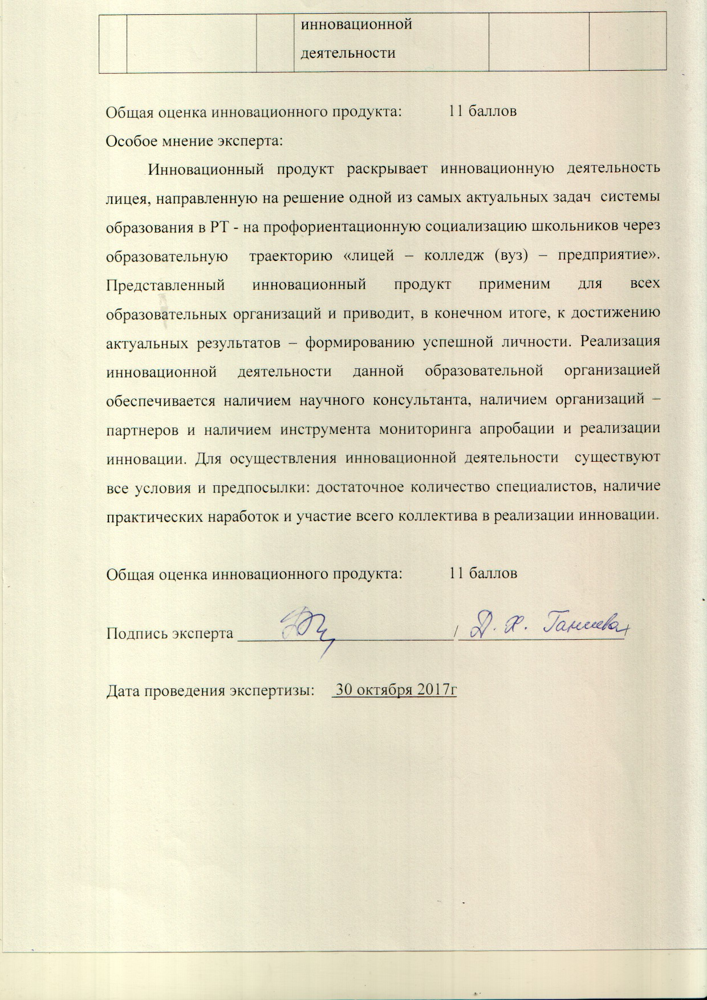 инновационной
деятельности
Общая оценка инновационного продукта: 11 баллов
Особое мнение эксперта:
Инновационный продукт раскрывает инновационную деятельность
лицея, направленную на решение одной из самых актуальных задач системы
образования в РТ - на профориентационную социализацию школьников через
образовательную траекторию «лицей – колледж (вуз) – предприятие».
Представленный инновационный продукт применим для всех
образовательных организаций и приводит, в конечном итоге, к достижению
актуальных результатов – формированию успешной личности. Реализация
инновационной деятельности данной образовательной организацией
обеспечивается наличием научного консультанта, наличием организаций –
партнеров и наличием инструмента мониторинга апробации и реализации
инновации. Для осуществления инновационной деятельности существуют
все условия и предпосылки: достаточное количество специалистов, наличие
практических наработок и участие всего коллектива в реализации инновации.
Общая оценка инновационного продукта: 11 баллов
Подпись эксперта / Д. Х. Ганиева/
Дата проведения экспертизы: 30 октября 2017г